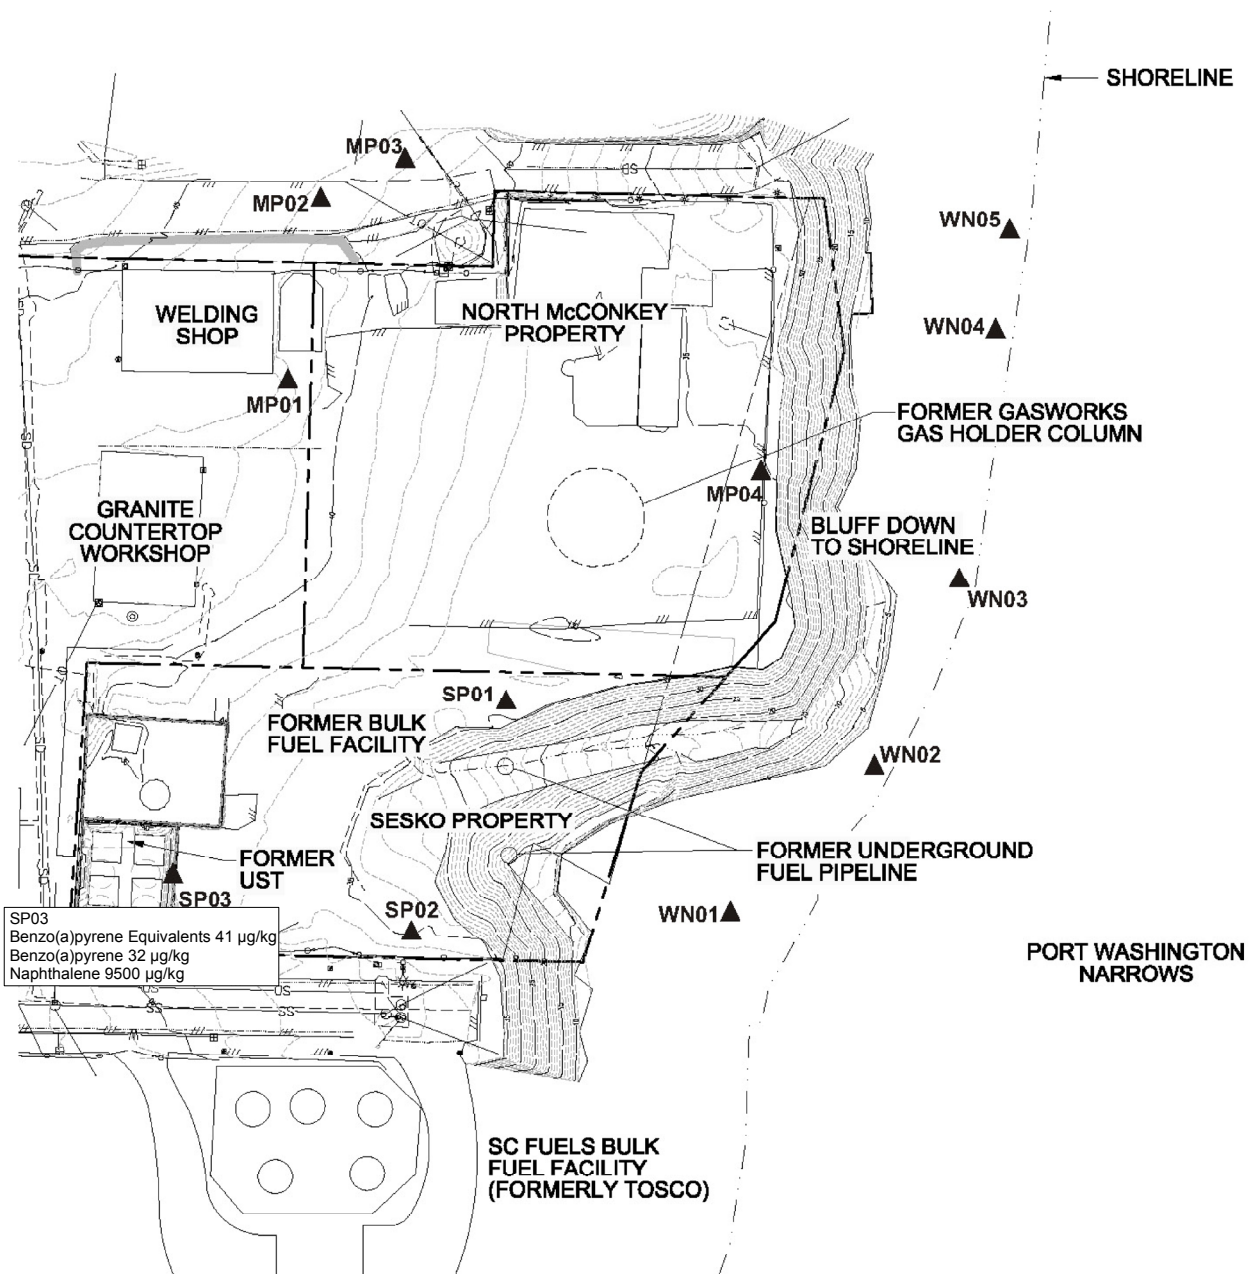 SHORELINE
MP03
MP02
WN05
WELDING
SHOP
NORTH McCONKEY
PROPERTY
WN04
MP01
FORMER GASWORKS
GAS HOLDER COLUMN
MP04
GRANITE
COUNTERTOP
WORKSHOP
BLUFF DOWN
TO SHORELINE
WN03
SP01
FORMER BULK
FUEL FACILITY
WN02
SESKO PROPERTY
FORMER
UST
FORMER UNDERGROUND
FUEL PIPELINE
SP03
SP02
WN01
SP03
Benzo(a)pyrene Equivalents 41 µg/kg
Benzo(a)pyrene 32 µg/kg
Naphthalene 9500 µg/kg
PORT WASHINGTON
NARROWS
SS
SS
SC FUELS BULK
FUEL FACILITY
(FORMERLY TOSCO)